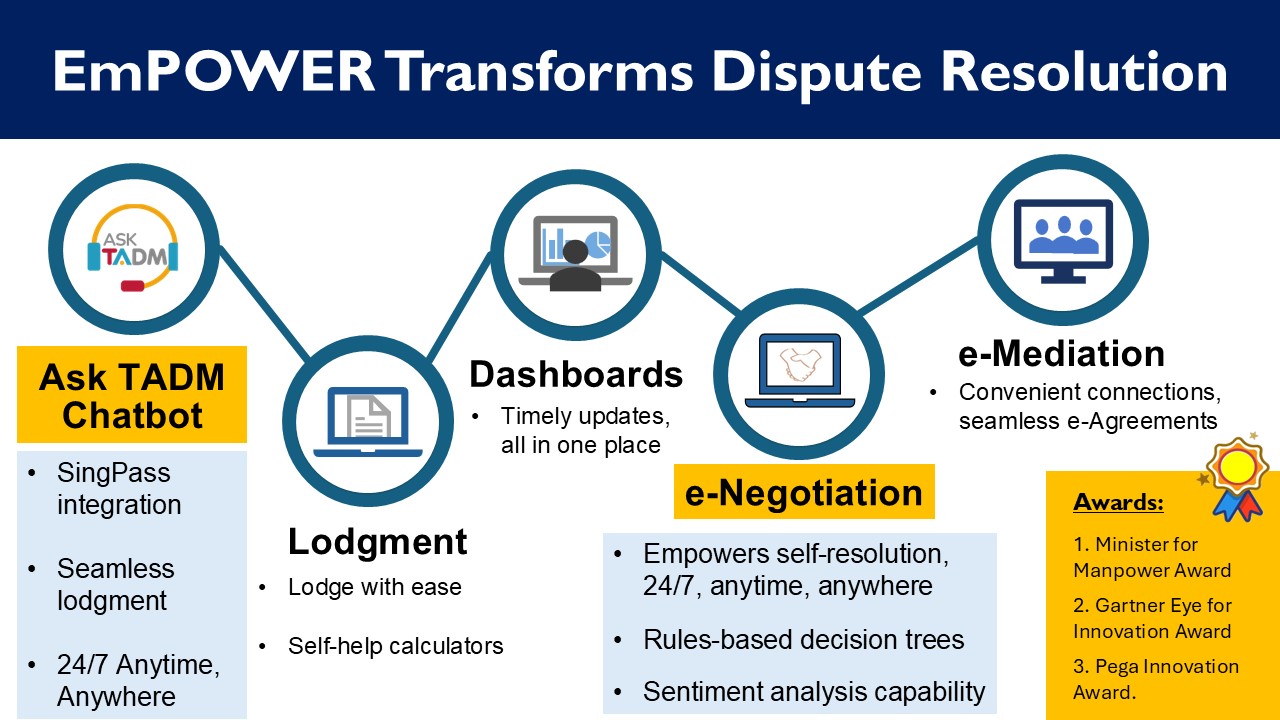 EmPOWER Transforms Dispute Resolution
ASK
TADM
Ask TADM
Chatbot
• SingPass
integration
• Seamless
lodgment
• 24/7 Anytime,
Anywhere
Lodgment
• Lodge with ease
• Self-help calculators
Dashboards
• Timely updates,
all in one place
e-Negotiation
• Empowers self-resolution,
24/7, anytime, anywhere
• Rules-based decision trees
• Sentiment analysis capability
e-Mediation
• Convenient connections,
seamless e-Agreements
Awards:
1. Minister for
Manpower Award
2. Gartner Eye for
Innovation Award
3. Pega Innovation
Award.